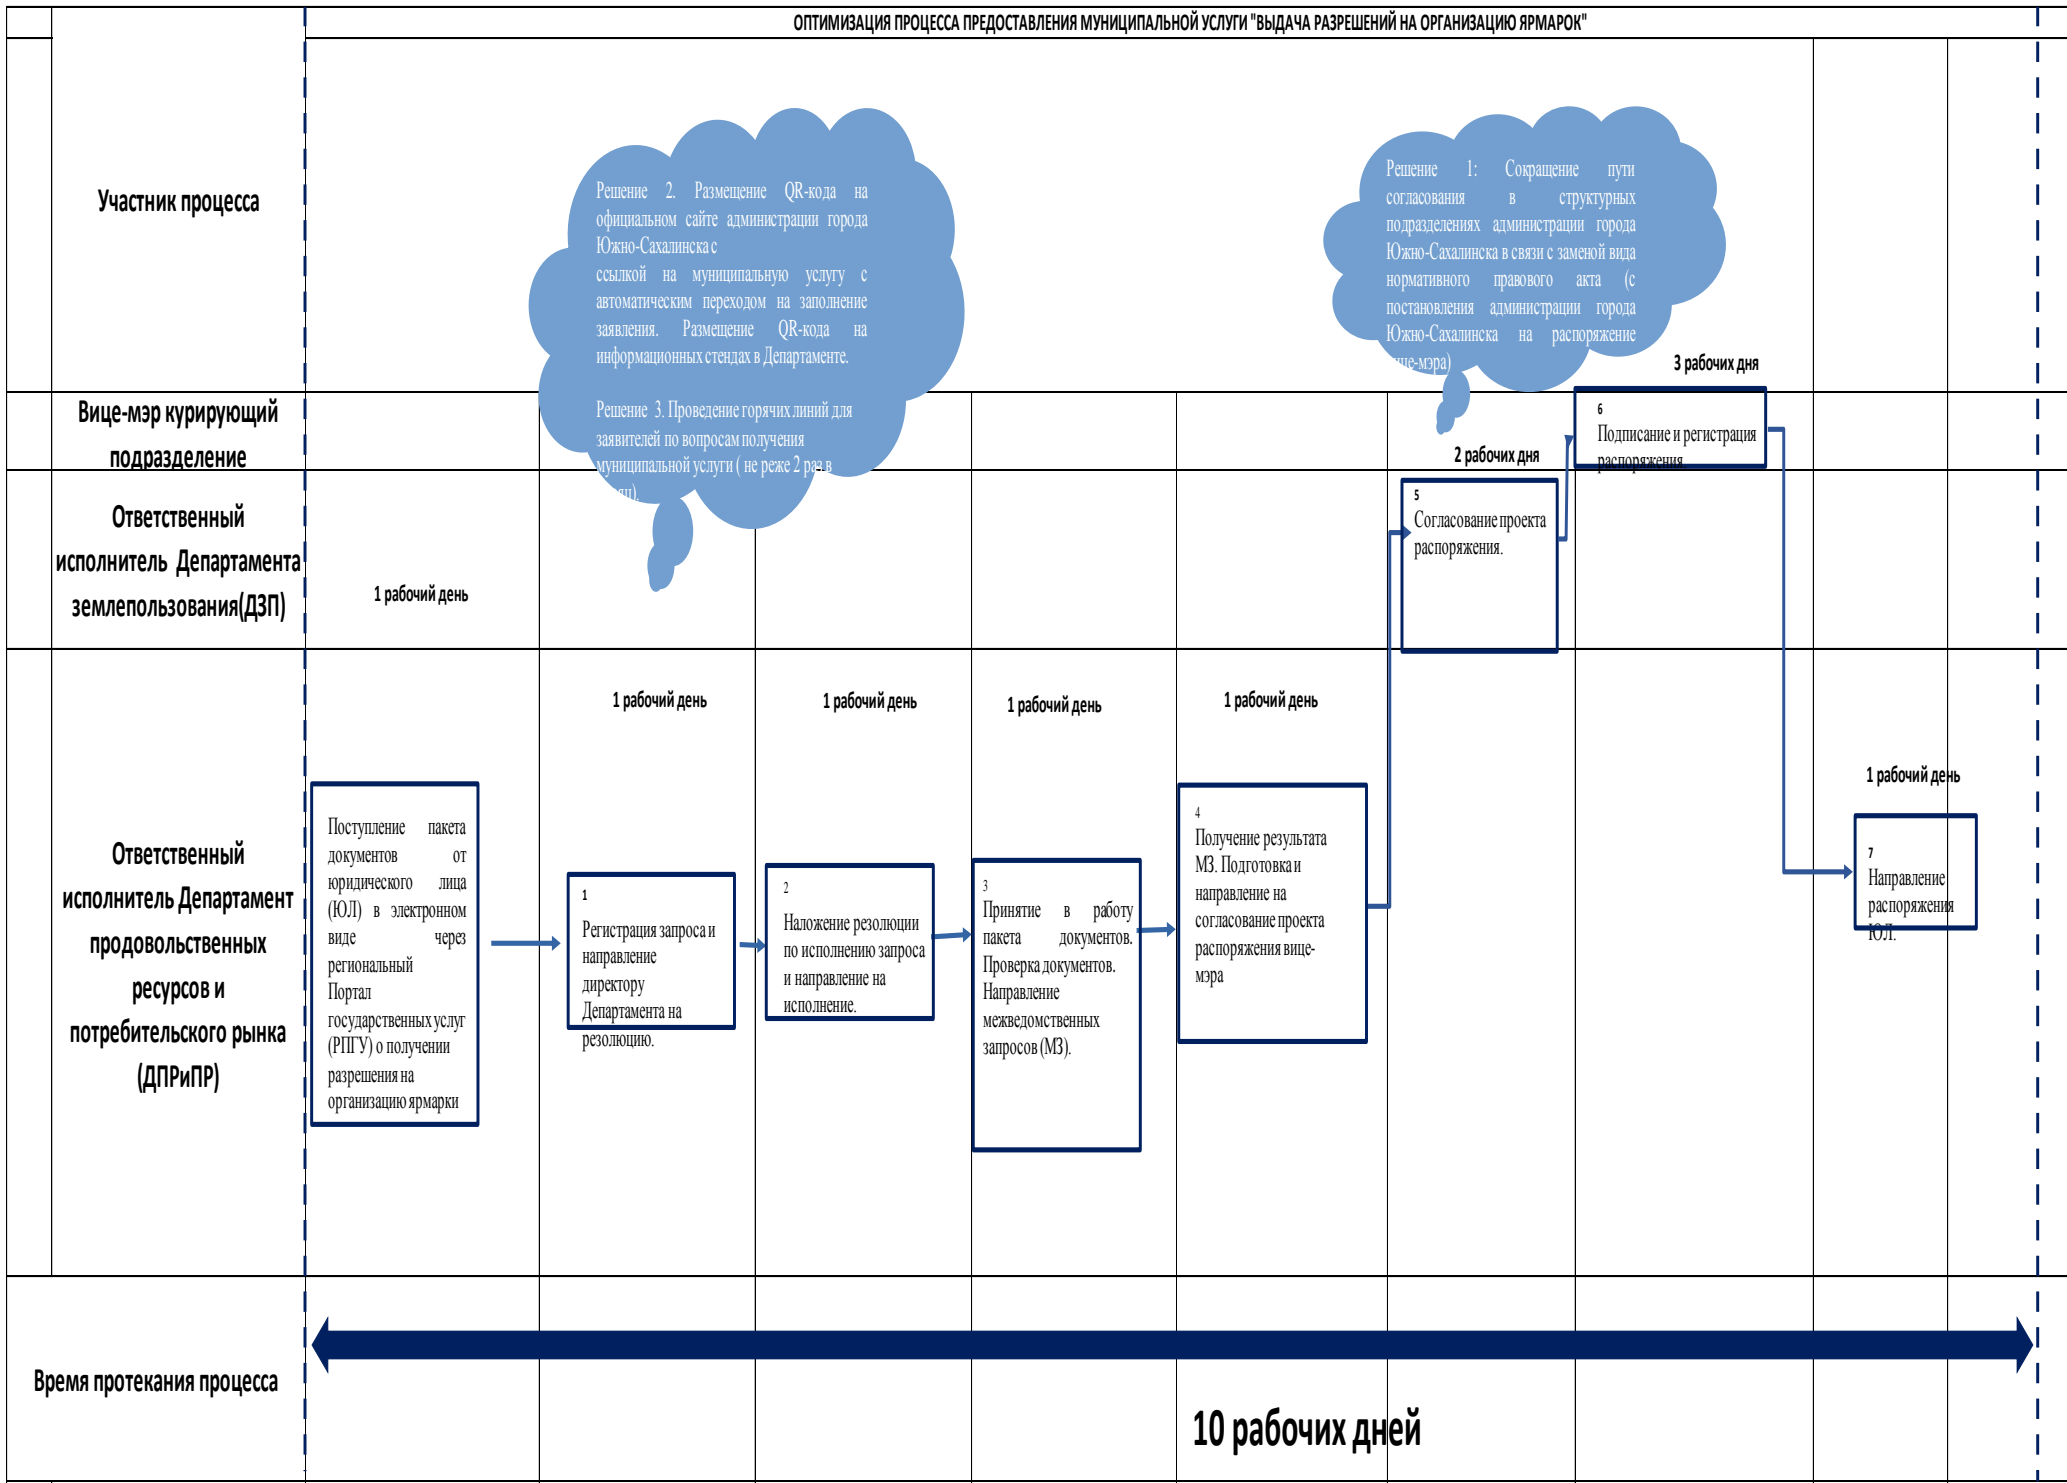 ОПТИМИЗАЦИЯ ПРОЦЕССА ПРЕДОСТАВЛЕНИЯ МУНИЦИПАЛЬНОЙ УСЛУГИ "ВЫДАЧА РАЗРЕШЕНИЙ НА ОРГАНИЗАЦИЮ ЯРМАРОК"
Участник процесса
Решение 2. Размещение QR-кода на
официальном сайте администрации города
Южно-Сахалинска с
ссылкой на муниципальную услугу с
автоматическим переходом на заполнение
заявления. Размещение QR-кода на
информационных стендах в Департаменте.
Решение 3. Проведение горячих линий для
заявителей по вопросам получения
муниципальной услуги ( не реже 2 раз в
Решение 1: Сокращение пути
согласования в структурных
подразделениях администрации города
Южно-Сахалинска в связи с заменой вида
нормативного правового акта (с
постановления администрации города
Южно-Сахалинска на распоряжение
вице-мэра)
3 рабочих дня
Вице-мэр курирующий
подразделение
6
Подписание и регистрация
распоряжения.
2 рабочих дня
Ответственный
исполнитель Департамента
землепользования(ДЗП)
1 рабочий день
5
Согласование проекта
распоряжения.
1 рабочий день
1 рабочий день
1 рабочий день
1 рабочий день
1 рабочий день
Ответственный
исполнитель Департамент
продовольственных
ресурсов и
потребительского рынка
(ДПРиПР)
Поступление пакета
документов от
юридического лица
(ЮЛ) в электронном
виде через
региональный
Портал
государственных услуг
(РПГУ) о получении
разрешения на
организацию ярмарки
1
Регистрация запроса и
направление
директору
Департамента на
резолюцию.
2
Наложение резолюции
по исполнению запроса
и направление на
исполнение.
3
Принятие в работу
пакета документов.
Проверка документов.
Направление
межведомственных
запросов (МЗ).
4
Получение результата
МЗ. Подготовка и
направление на
согласование проекта
распоряжения вице-
мэра
7
Направление
распоряжения
ЮЛ.
Время протекания процесса
10 рабочих дней